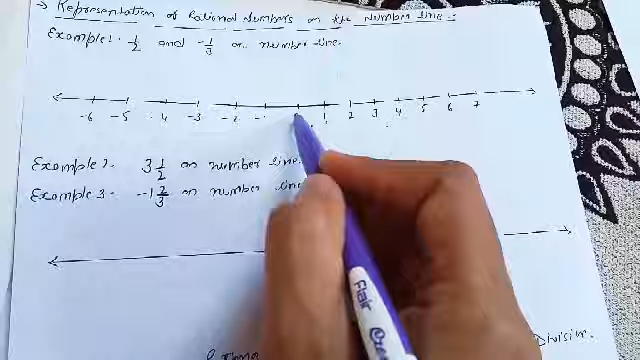 → Representation of Rational Numbers on the Number line :-
Example 1 :- 1/2 and -1/3 on number line.
-6 -5 -4 -3 -2 -1 1 2 3 4 5 6 7
Example 2 :- 3 1/2 on number line.
Example 3 :- -1 2/3 on number line
Flair
Division.